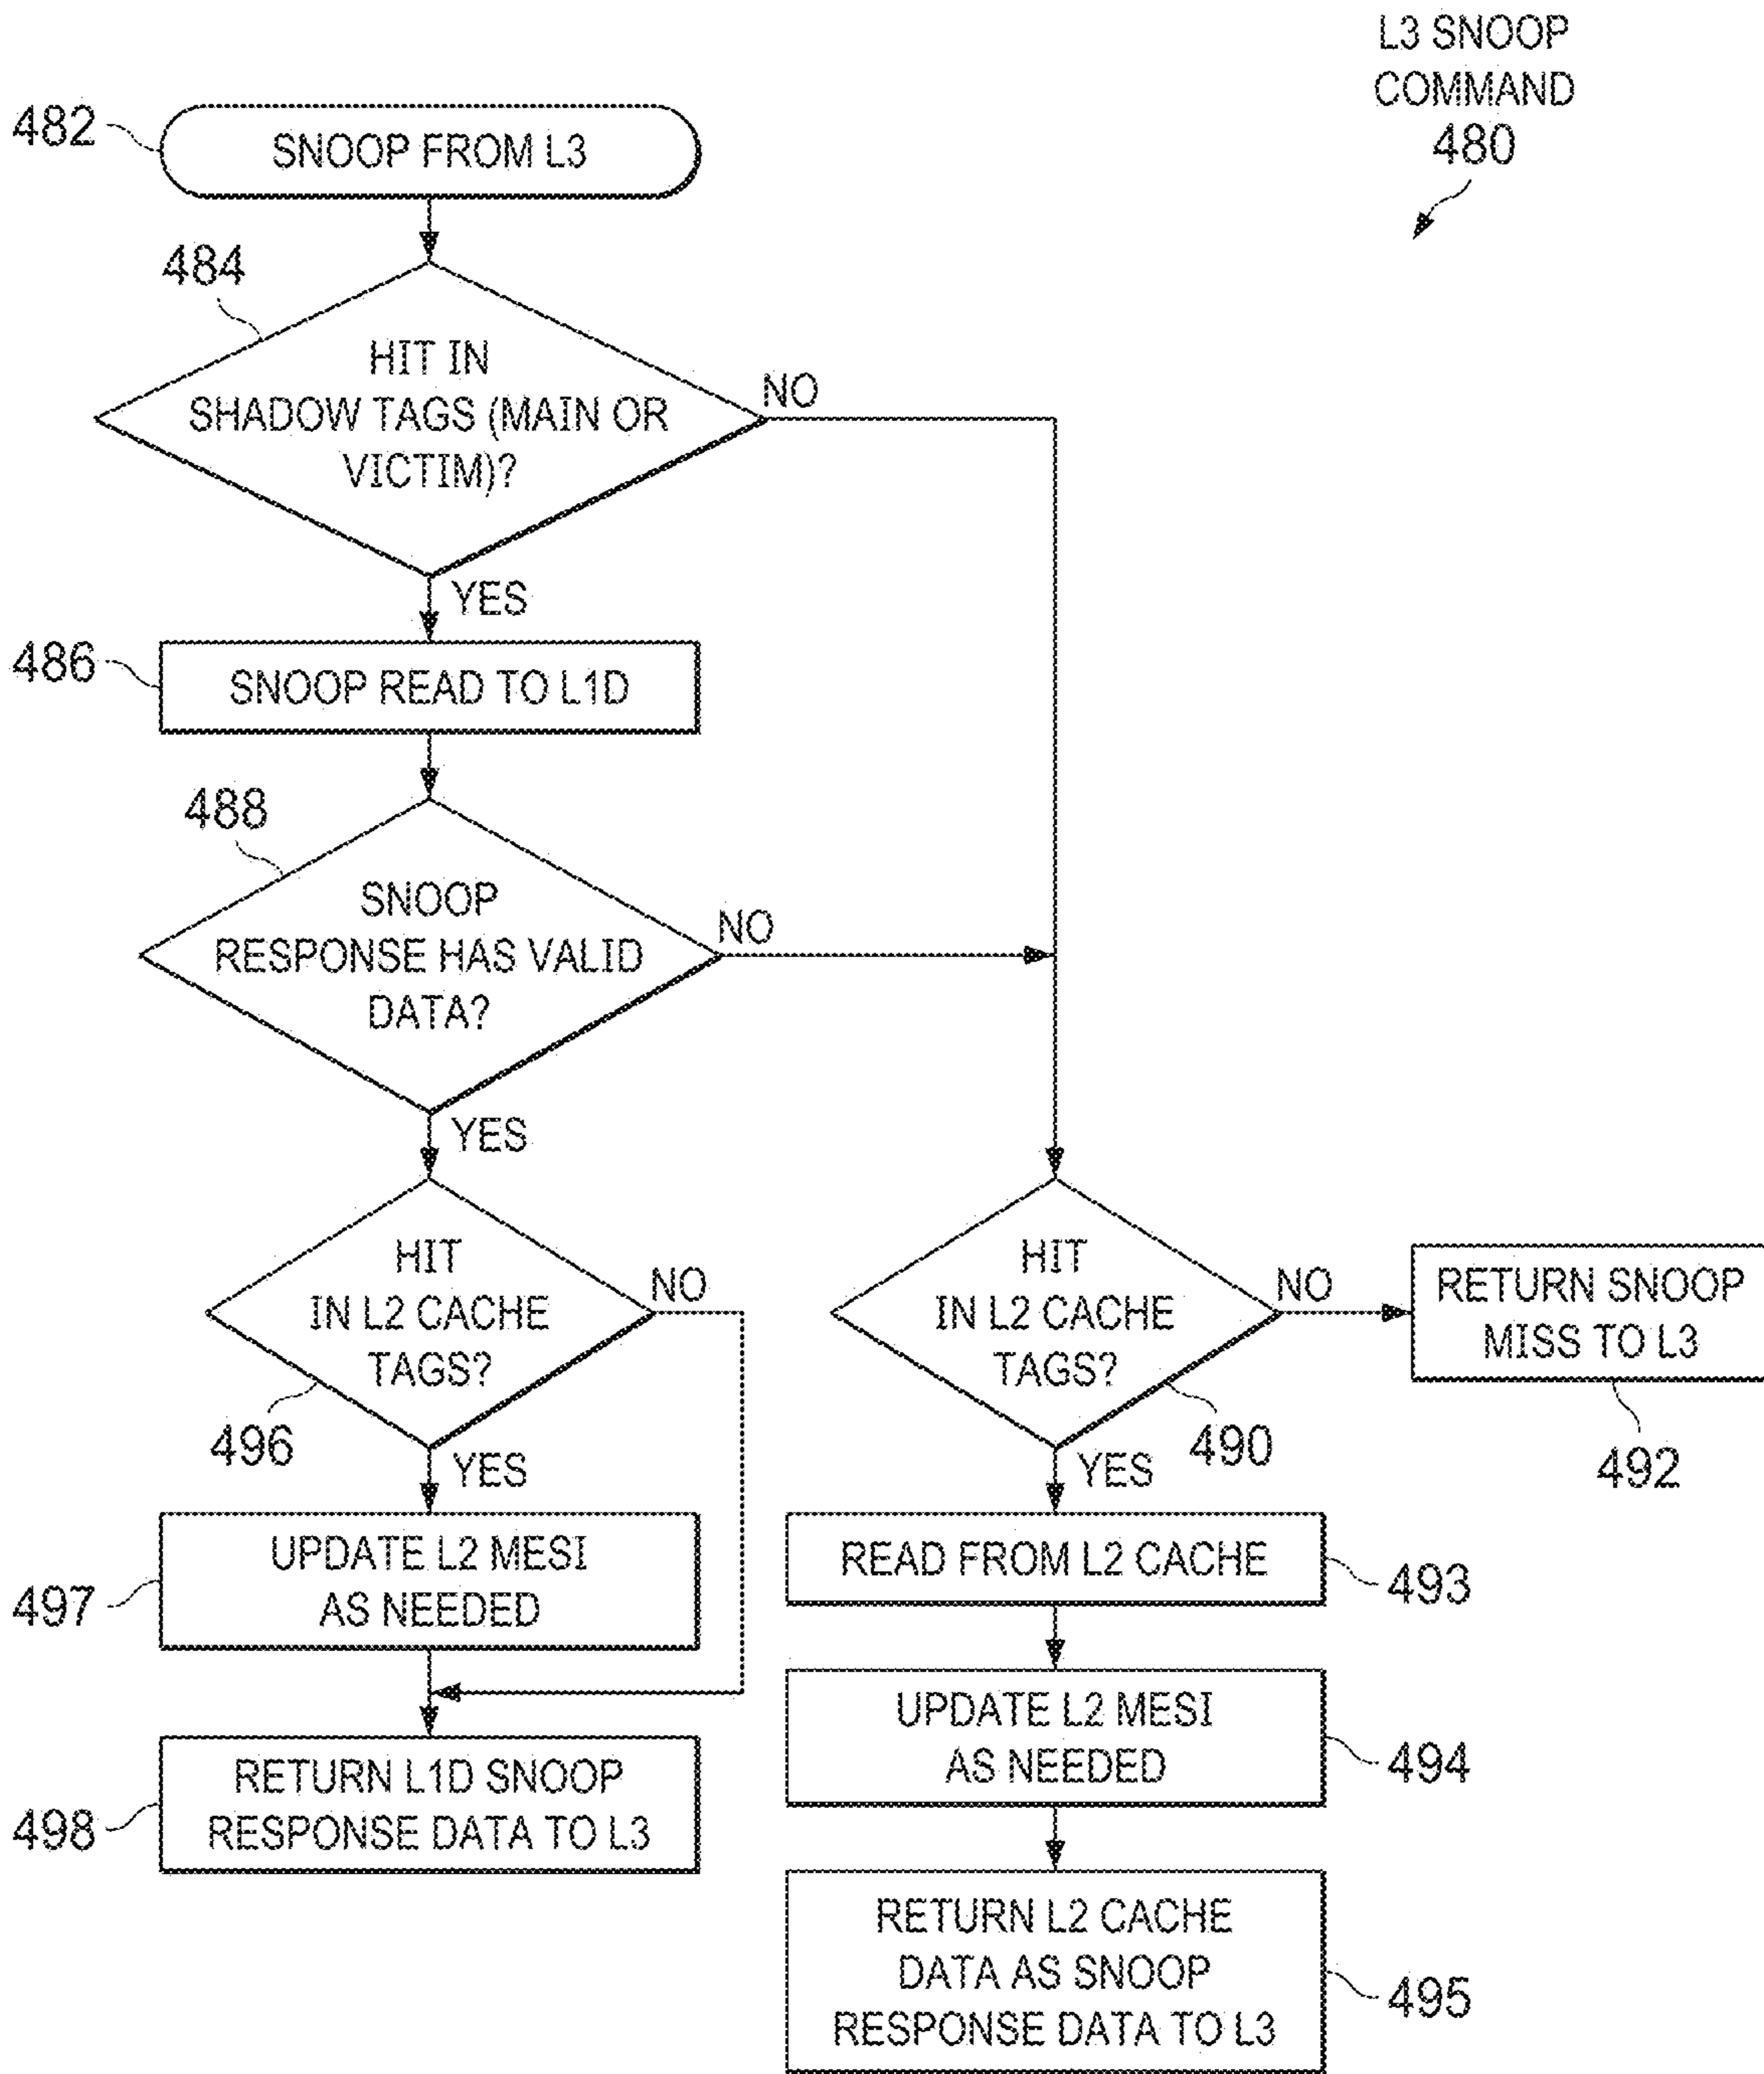 L3 SNOOP
COMMAND
480
482
SNOOP FROM L3
484
HIT IN
SHADOW TAGS (MAIN OR
VICTIM)?
NO
YES
486
SNOOP READ TO L1D
488
SNOOP
RESPONSE HAS VALID
DATA?
NO
YES
HIT
IN L2 CACHE
TAGS?
NO
496
YES
UPDATE L2 MESI
AS NEEDED
497
RETURN L1D SNOOP
RESPONSE DATA TO L3
498
HIT
IN L2 CACHE
TAGS?
NO
490
YES
RETURN SNOOP
MISS TO L3
492
READ FROM L2 CACHE
493
UPDATE L2 MESI
AS NEEDED
494
RETURN L2 CACHE
DATA AS SNOOP
RESPONSE DATA TO L3
495